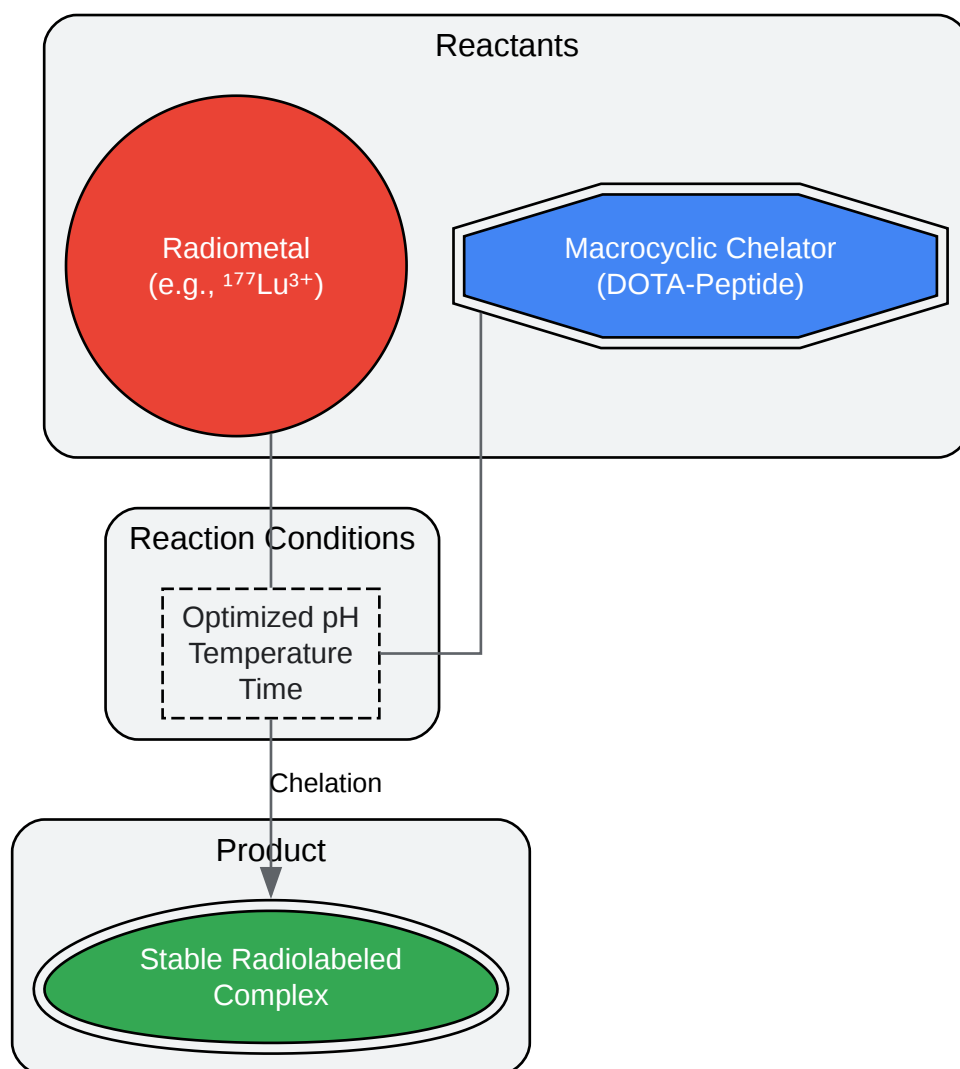 Reactants
Radiometal
(e.g., ¹⁷⁷Lu³⁺)
Macrocyclic Chelator
(DOTA-Peptide)
Reaction Conditions
Optimized pH
Temperature
Time
Chelation
Product
Stable Radiolabeled
Complex